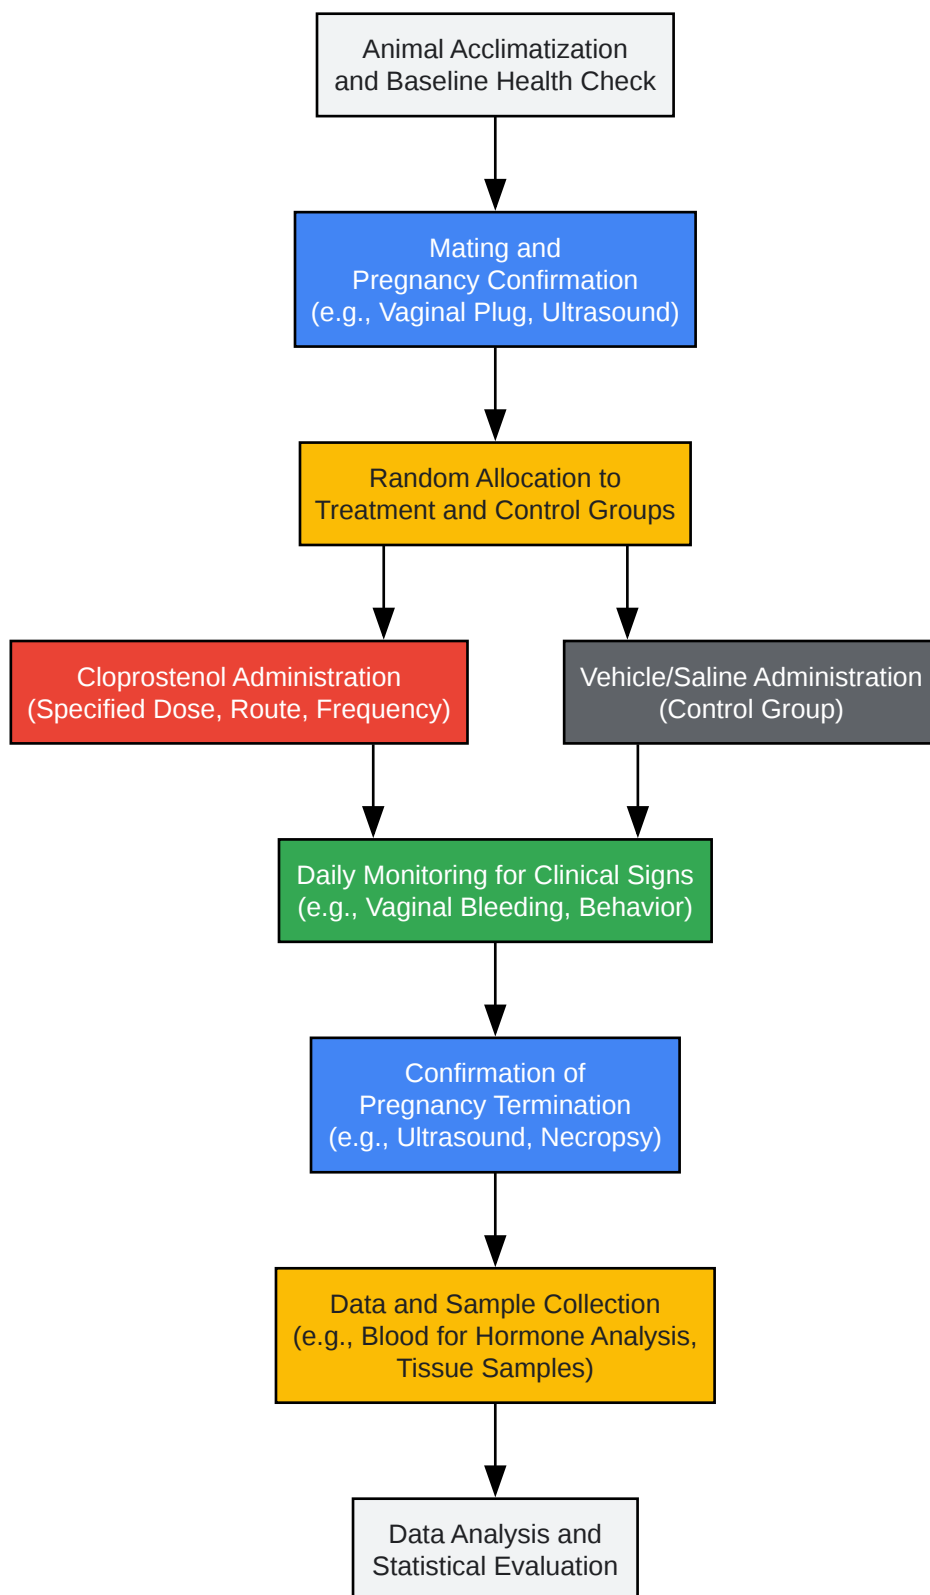 Animal Acclimatization
and Baseline Health Check
Mating and
Pregnancy Confirmation
(e.g., Vaginal Plug, Ultrasound)
Random Allocation to
Treatment and Control Groups
Cloprostenol Administration
(Specified Dose, Route, Frequency)
Vehicle/Saline Administration
(Control Group)
Daily Monitoring for Clinical Signs
(e.g., Vaginal Bleeding, Behavior)
Confirmation of
Pregnancy Termination
(e.g., Ultrasound, Necropsy)
Data and Sample Collection
(e.g., Blood for Hormone Analysis,
Tissue Samples)
Data Analysis and
Statistical Evaluation